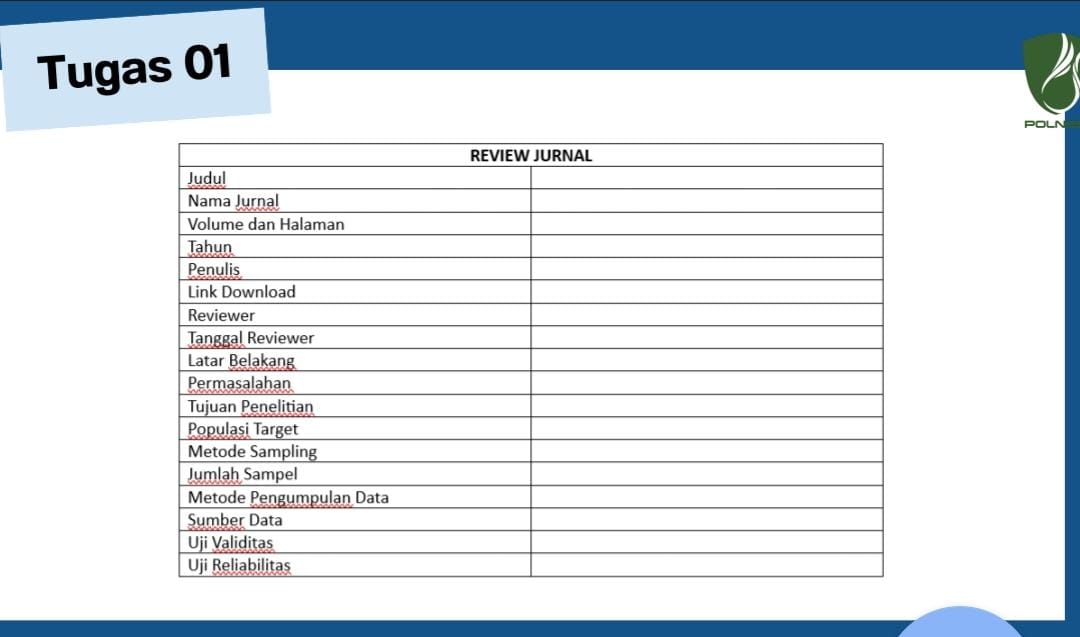 Tugas 01
REVIEW JURNAL
Judul
Nama Jurnal
Volume dan Halaman
Tahun
Penulis
Link Download
Reviewer
Tanggal Reviewer
Latar Belakang
Permasalahan
Tujuan Penelitian
Populasi Target
Metode Sampling
Jumlah Sampel
Metode Pengumpulan Data
Sumber Data
Uji Validitas
Uji Reliabilitas